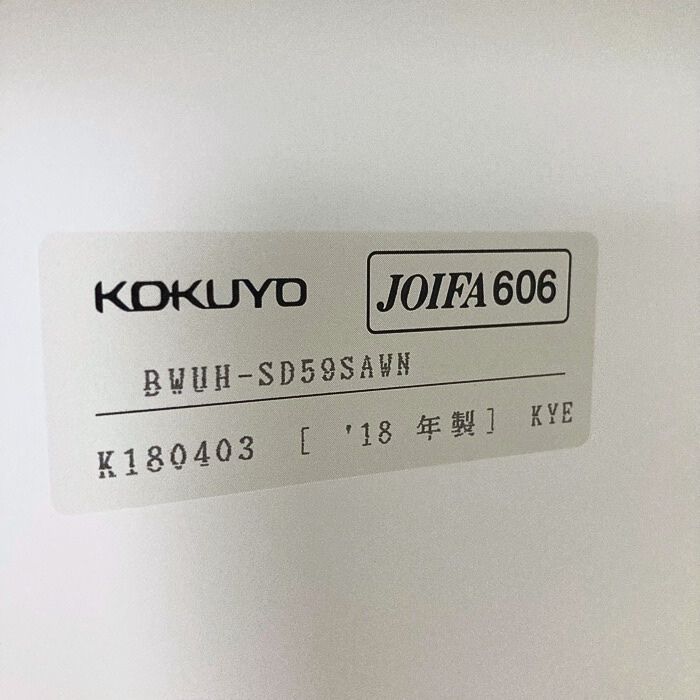 KOKUYO JOIFA606
BWUH-SD59SAWN
K180403 [ '18 年製] KYE